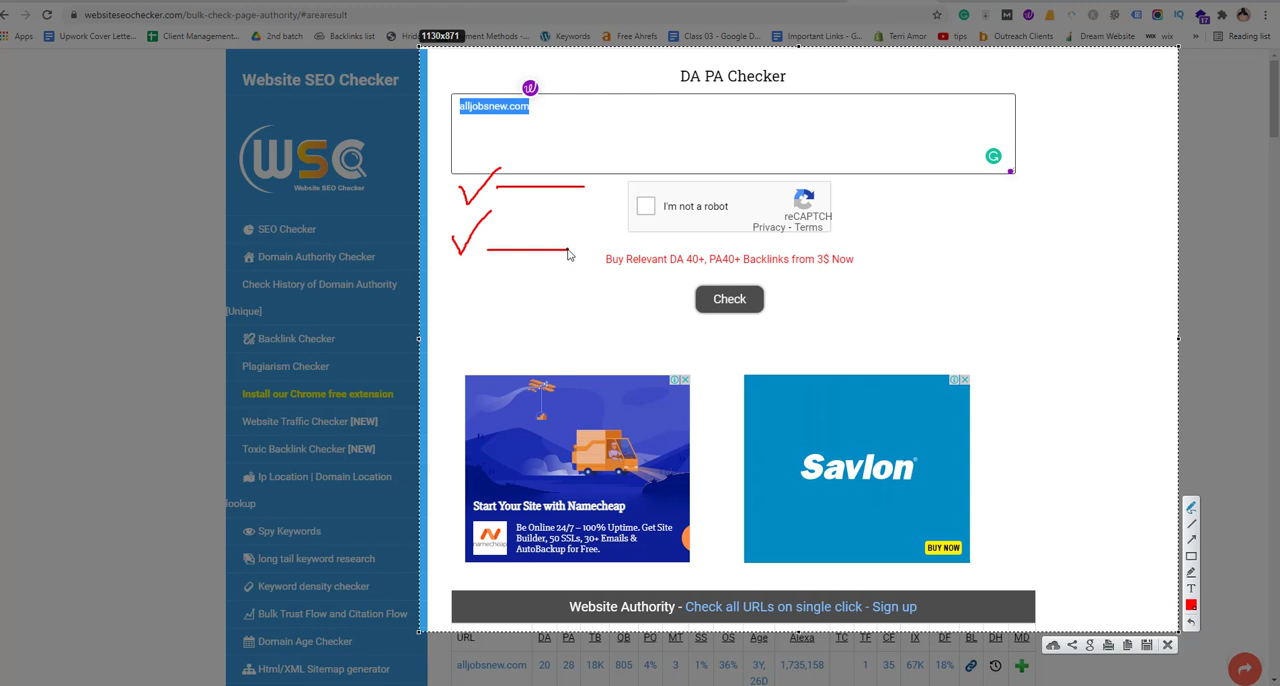 websiteseochecker.com/bulk-check-page-authority/#arearesult
Apps
Upwork Cover Lette...
Client Management...
2nd batch
Backlinks list
1130x871
ement Methods -...
Keywords
Free Ahrefs
Class 03 - Google D...
Important Links - G...
Terri Amor
tips
Outreach Clients
Dream Website
wix
Reading list
Website SEO Checker
WSC
Website SEO Checker
SEO Checker
Domain Authority Checker
Check History of Domain Authority
[Unique]
Backlink Checker
Plagiarism Checker
Install our Chrome free extension
Website Traffic Checker [NEW]
Toxic Backlink Checker [NEW]
Ip Location | Domain Location
lookup
Spy Keywords
long tail keyword research
Keyword density checker
Bulk Trust Flow and Citation Flow
Domain Age Checker
Html/XML Sitemap generator
DA PA Checker
alljobsnew.com
I'm not a robot
reCAPTCH
Privacy - Terms
Buy Relevant DA 40+, PA40+ Backlinks from 3$ Now
Check
Start Your Site with Namecheap
Be Online 24/7 – 100% Uptime. Get Site
Builder, 50 SSLs, 30+ Emails &
AutoBackup for Free.
Savlon
BUY NOW
Website Authority - Check all URLs on single click - Sign up
URL DA PA TB QB PQ MT SS OS Age Alexa TC TF CF IX DF BL DH MD
alljobsnew.com 20 28 18K 805 4% 3 1% 36% 3Y, 1,735,158 1 35 67K 18%
26D